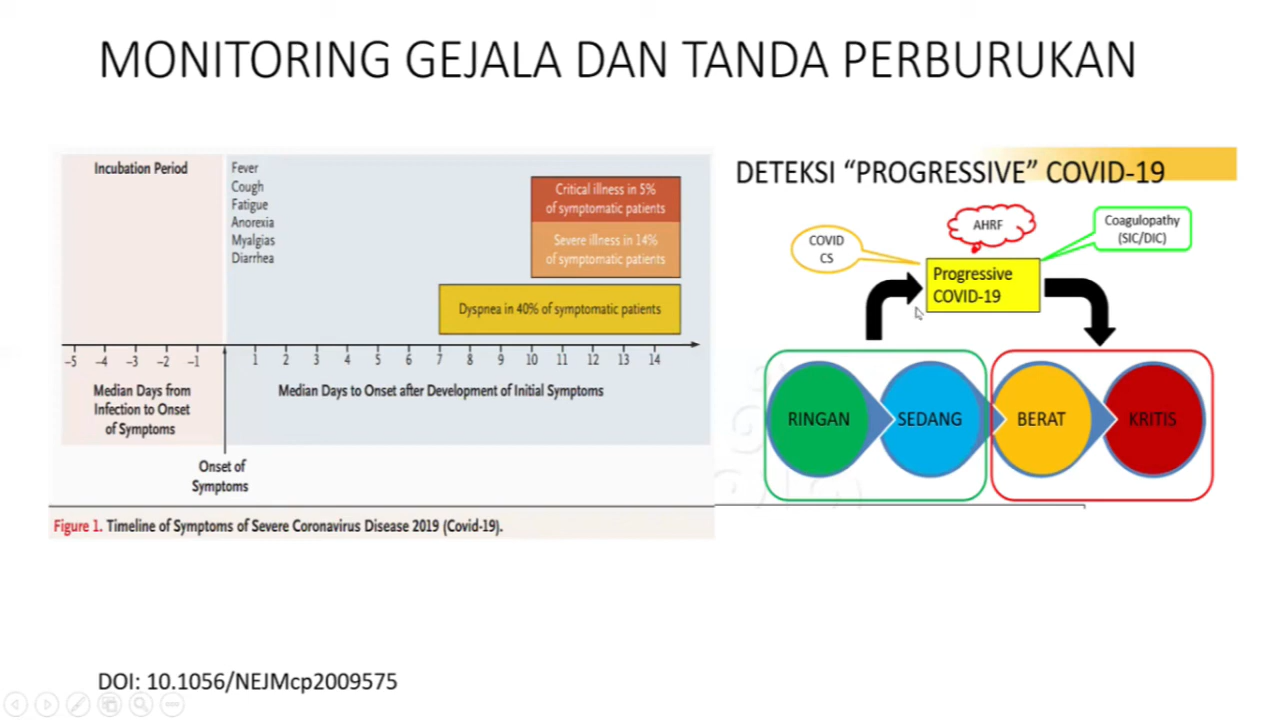 MONITORING GEJALA DAN TANDA PERBURUKAN
Incubation Period
Fever
Cough
Fatigue
Anorexia
Myalgias
Diarrhea
Critical illness in 5%
of symptomatic patients
Severe illness in 14%
of symptomatic patients
Dyspnea in 40% of symptomatic patients
–5 –4 –3 –2 –1 1 2 3 4 5 6 7 8 9 10 11 12 13 14
Median Days from
Infection to Onset
of Symptoms
Median Days to Onset after Development of Initial Symptoms
Onset of
Symptoms
Figure 1. Timeline of Symptoms of Severe Coronavirus Disease 2019 (Covid-19).
DETEKSI “PROGRESSIVE” COVID-19
COVID
CS
AHRF
Coagulopathy
(SIC/DIC)
Progressive
COVID-19
RINGAN SEDANG BERAT KRITIS
DOI: 10.1056/NEJMcp2009575